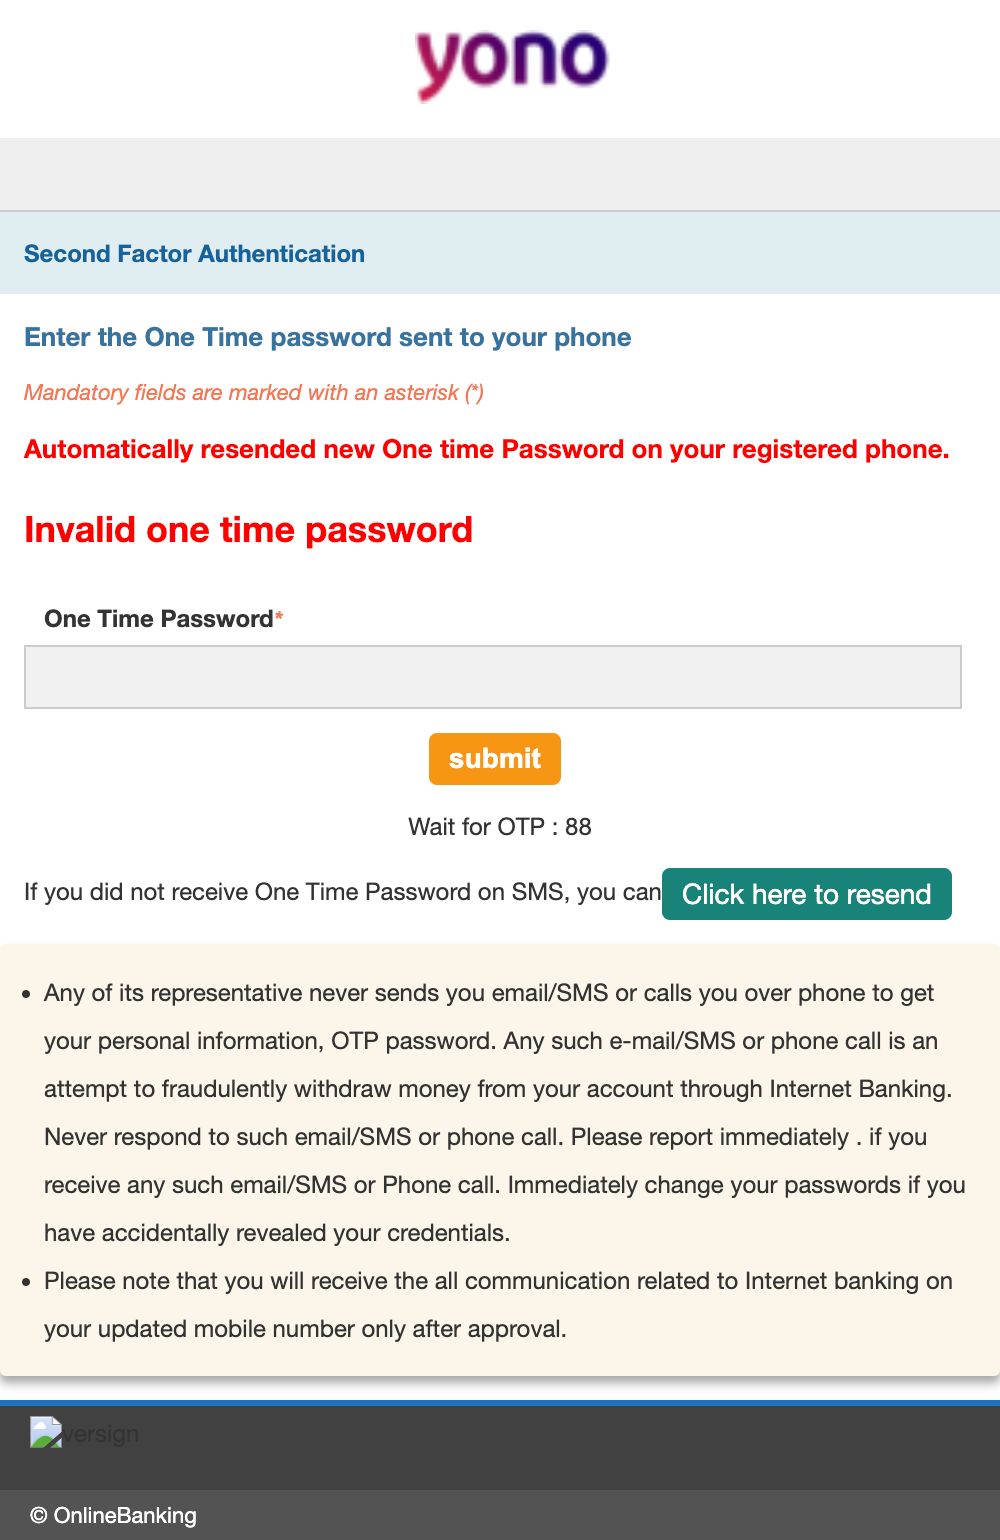 yono
Second Factor Authentication
Enter the One Time password sent to your phone
Mandatory fields are marked with an asterisk (*)
Automatically resended new One time Password on your registered phone.
Invalid one time password
One Time Password*
submit
Wait for OTP : 88
If you did not receive One Time Password on SMS, you can Click here to resend
• Any of its representative never sends you email/SMS or calls you over phone to get
your personal information, OTP password. Any such e-mail/SMS or phone call is an
attempt to fraudulently withdraw money from your account through Internet Banking.
Never respond to such email/SMS or phone call. Please report immediately . if you
receive any such email/SMS or Phone call. Immediately change your passwords if you
have accidentally revealed your credentials.
• Please note that you will receive the all communication related to Internet banking on
your updated mobile number only after approval.
versign
© OnlineBanking